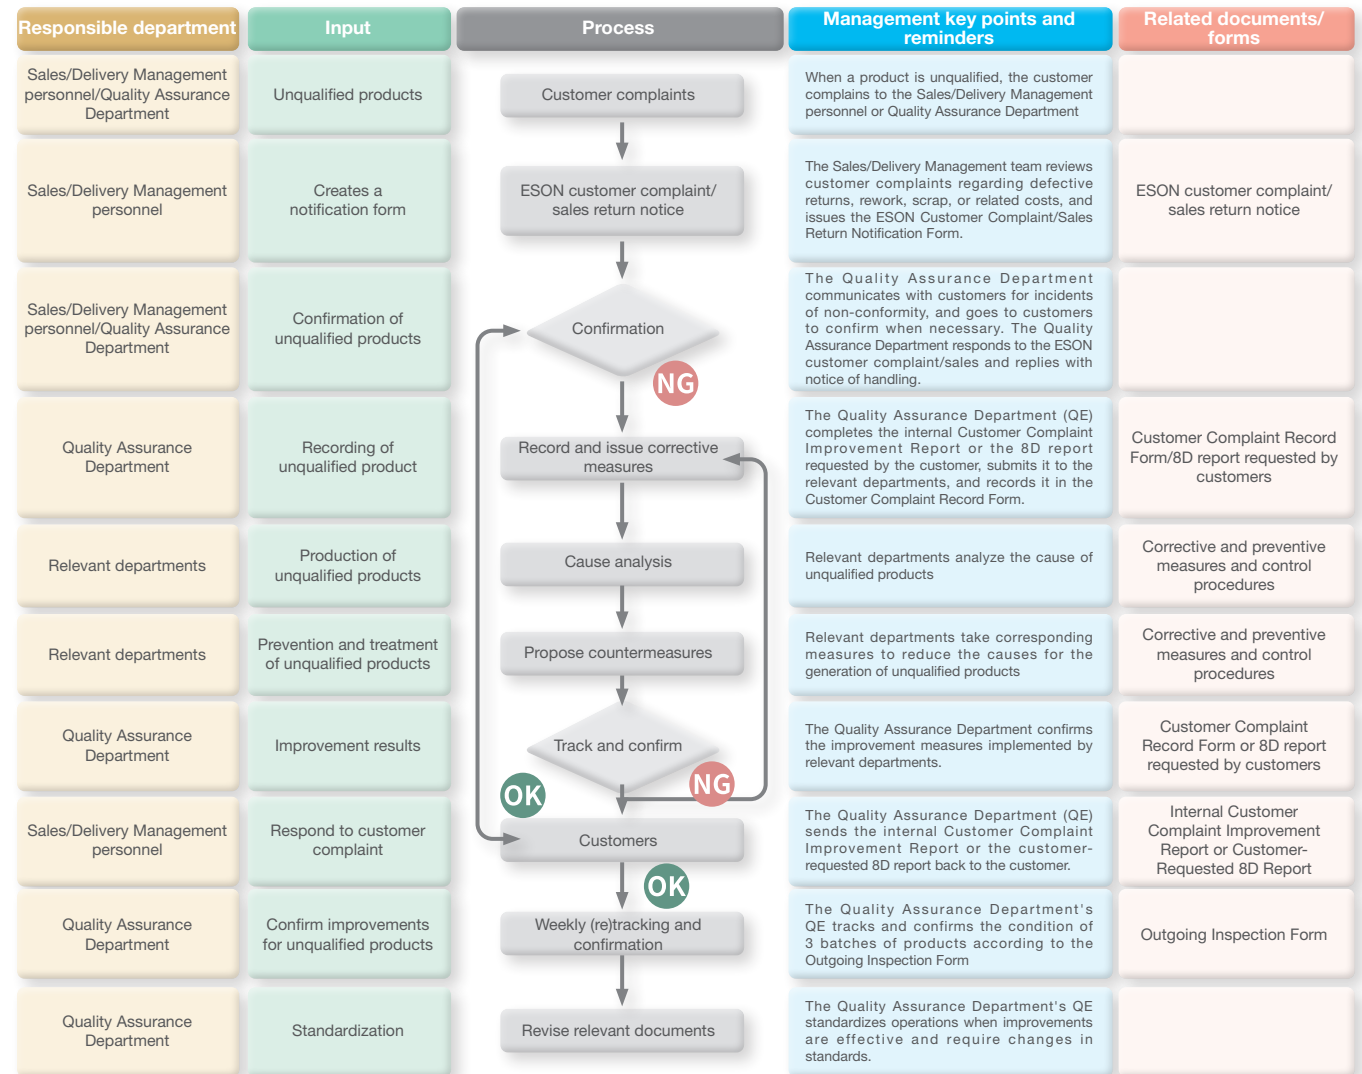 Responsible department
Input
Process
Management key points and
reminders
Related documents/
forms
Sales/Delivery Management
personnel/Quality Assurance
Department
Unqualified products
Customer complaints
When a product is unqualified, the customer
complains to the Sales/Delivery Management
personnel or Quality Assurance Department
Sales/Delivery Management
personnel
Creates a
notification form
ESON customer complaint/
sales return notice
The Sales/Delivery Management team reviews
customer complaints regarding defective
returns, rework, scrap, or related costs, and
issues the ESON Customer Complaint/Sales
Return Notification Form.
ESON customer complaint/
sales return notice
Sales/Delivery Management
personnel/Quality Assurance
Department
Confirmation of
unqualified products
Confirmation
NG
The Quality Assurance Department
communicates with customers for incidents
of non-conformity, and goes to customers
to confirm when necessary. The Quality
Assurance Department responds to the ESON
customer complaint/sales and replies with
notice of handling.
Quality Assurance
Department
Recording of
unqualified product
Record and issue corrective
measures
The Quality Assurance Department (QE)
completes the internal Customer Complaint
Improvement Report or the 8D report
requested by the customer, submits it to the
relevant departments, and records it in the
Customer Complaint Record Form.
Customer Complaint Record
Form/8D report requested by
customers
Relevant departments
Production of
unqualified products
Cause analysis
Relevant departments analyze the cause of
unqualified products
Corrective and preventive
measures and control
procedures
Relevant departments
Prevention and treatment
of unqualified products
Propose countermeasures
Relevant departments take corresponding
measures to reduce the causes for the
generation of unqualified products
Corrective and preventive
measures and control
procedures
Quality Assurance
Department
Improvement results
Track and confirm
OK
NG
The Quality Assurance Department confirms
the improvement measures implemented by
relevant departments.
Customer Complaint
Record Form or 8D report
requested by customers
Sales/Delivery Management
personnel
Respond to customer
complaint
Customers
OK
The Quality Assurance Department (QE)
sends the internal Customer Complaint
Improvement Report or the customer-
requested 8D report back to the customer.
Internal Customer
Complaint Improvement
Report or Customer-
Requested 8D Report
Quality Assurance
Department
Confirm improvements
for unqualified products
Weekly (re)tracking and
confirmation
The Quality Assurance Department's
QE tracks and confirms the condition of
3 batches of products according to the
Outgoing Inspection Form
Outgoing Inspection Form
Quality Assurance
Department
Standardization
Revise relevant documents
The Quality Assurance Department's QE
standardizes operations when improvements
are effective and require changes in
standards.